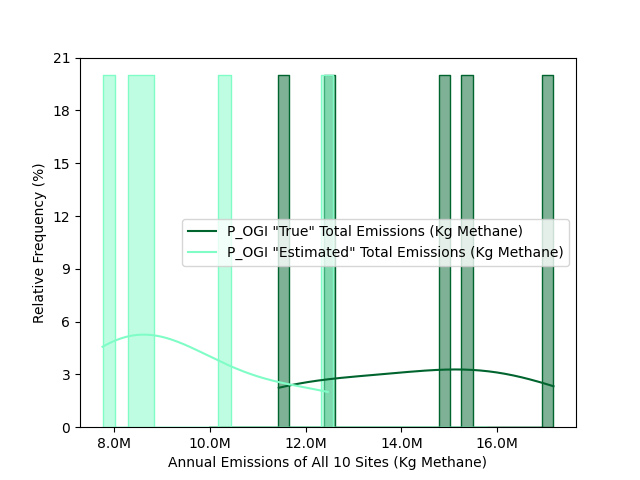 21
18
15
12
9
6
3
0
Relative Frequency (%)
P_OGI "True" Total Emissions (Kg Methane)
P_OGI "Estimated" Total Emissions (Kg Methane)
8.0M 10.0M 12.0M 14.0M 16.0M
Annual Emissions of All 10 Sites (Kg Methane)